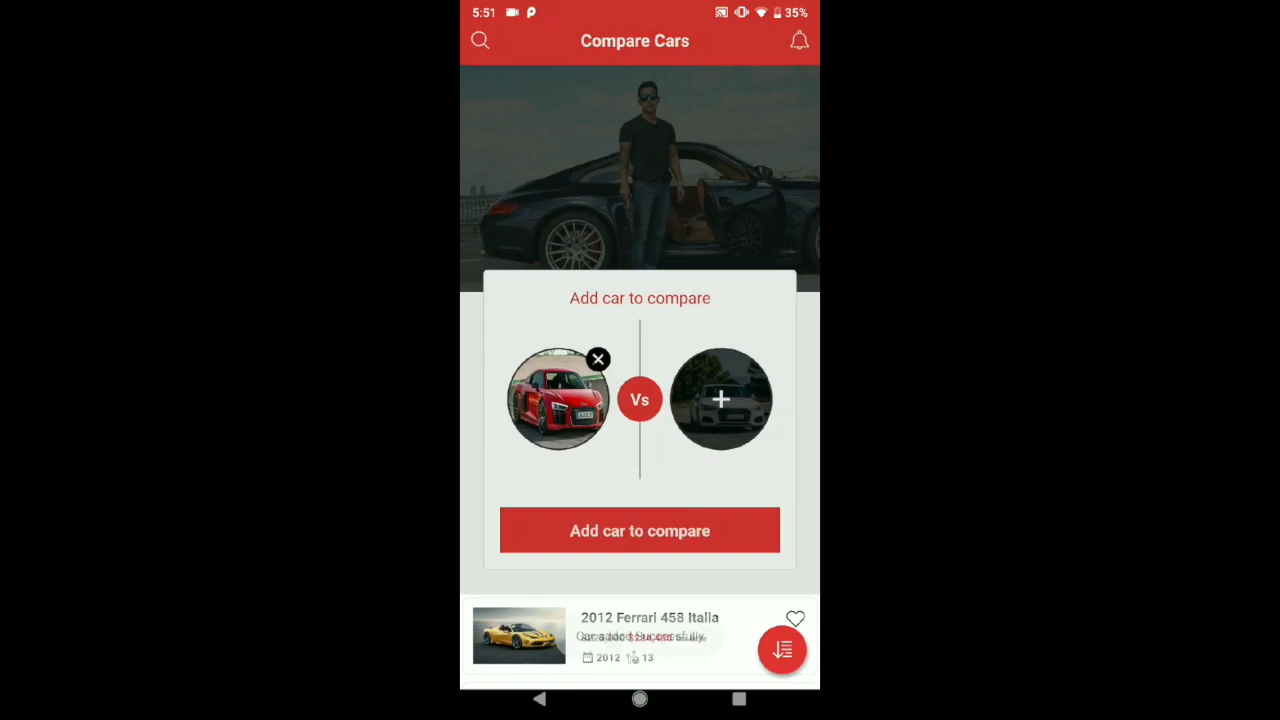 5:51
35%
Compare Cars
Add car to compare
Vs
Add car to compare
2012 Ferrari 458 Italia
Car added Successfully
2012 13